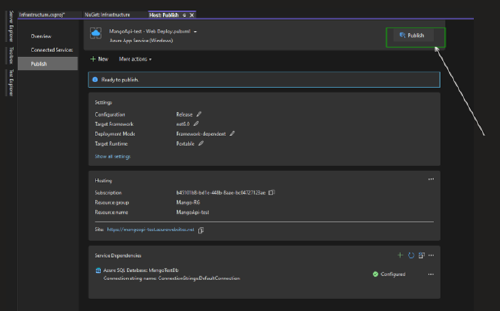 Infrastructure.csproj*
NuGet: Infrastructure
Host: Publish
Server Explorer
Toolbox
Test Explorer
Overview
Connected Services
Publish
MangoApi-test - Web Deploy.pubxml
Azure App Service (Windows)
Publish
New
More actions
Ready to publish.
Settings
Configuration Release
Target Framework net6.0
Deployment Mode Framework-dependent
Target Runtime Portable
Show all settings
Hosting
Subscription
Resource group Mango-RG
Resource name MangoApi-test
Site: https://mangoapi-test.azurewebsites.net
Service Dependencies
Azure SQL Database: MangoTestDb
Connection string name: ConnectionStrings:DefaultConnection
Configured